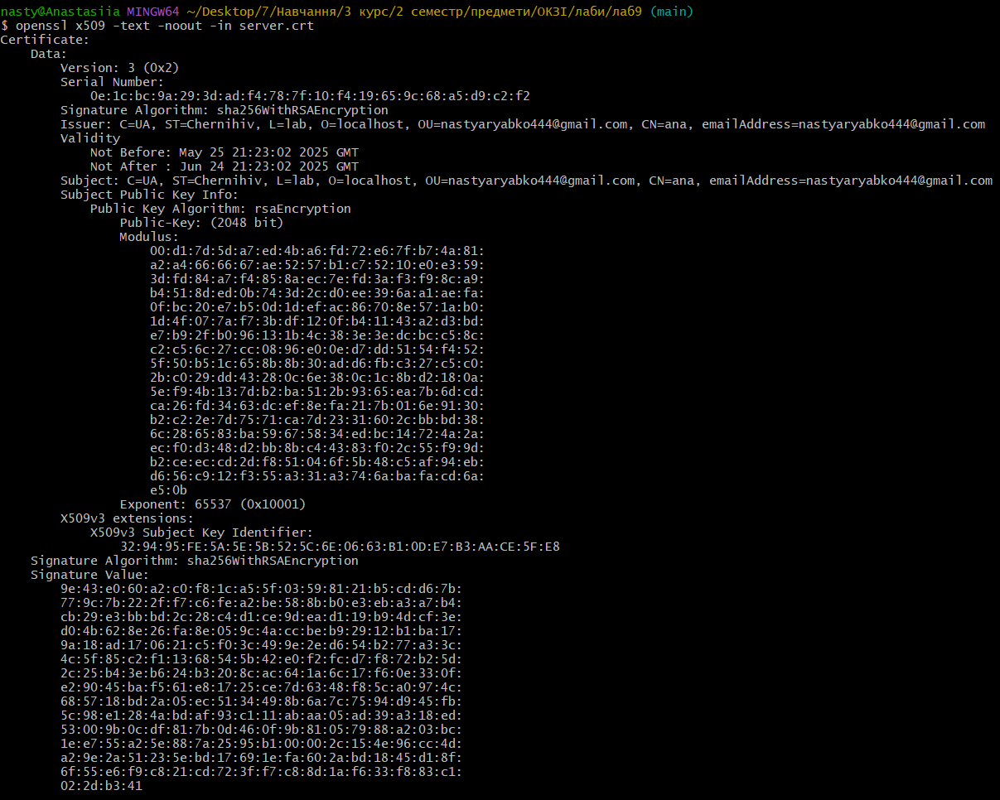 nasty@Anastasiia MINGW64 ~/Desktop/7/Навчання/3 курс/2 семестр/предмети/ОКЗІ/лаби/лаб9 (main)
$ openssl x509 -text -noout -in server.crt
Certificate:
    Data:
        Version: 3 (0x2)
        Serial Number:
            0e:1c:bc:9a:29:3d:ad:f4:78:7f:10:f4:19:65:9c:68:a5:d9:c2:f2
        Signature Algorithm: sha256WithRSAEncryption
        Issuer: C=UA, ST=Chernihiv, L=lab, O=localhost, OU=nastyaryabko444@gmail.com, CN=ana, emailAddress=nastyaryabko444@gmail.com
        Validity
            Not Before: May 25 21:23:02 2025 GMT
            Not After : Jun 24 21:23:02 2025 GMT
        Subject: C=UA, ST=Chernihiv, L=lab, O=localhost, OU=nastyaryabko444@gmail.com, CN=ana, emailAddress=nastyaryabko444@gmail.com
        Subject Public Key Info:
            Public Key Algorithm: rsaEncryption
                Public-Key: (2048 bit)
                Modulus:
                    00:d1:7d:5d:a7:ed:4b:a6:fd:72:e6:7f:b7:4a:81:
                    a2:a4:66:66:67:ae:52:57:b1:c7:52:10:e0:e3:59:
                    3d:fd:84:a7:f4:85:8a:ec:7e:fd:3a:f3:f9:8c:a9:
                    b4:51:8d:ed:0b:74:3d:2c:d0:ee:39:6a:a1:ae:fa:
                    0f:bc:20:e7:b5:0d:1d:ef:ac:86:70:8e:57:1a:b0:
                    1d:4f:07:7a:f7:3b:df:12:0f:b4:11:43:a2:d3:bd:
                    e7:b9:2f:b0:96:13:1b:4c:38:3e:3e:dc:bc:c5:8c:
                    c2:c5:6c:27:cc:08:96:e0:0e:d7:dd:51:54:f4:52:
                    5f:50:b5:1c:65:8b:8b:30:ad:d6:fb:c3:27:c5:c0:
                    2b:c0:29:dd:43:28:0c:6e:38:0c:1c:8b:d2:18:0a:
                    5e:f9:4b:13:7d:b2:ba:51:2b:93:65:ea:7b:6d:cd:
                    ca:26:fd:34:63:dc:ef:8e:fa:21:7b:01:6e:91:30:
                    b2:c2:2e:7d:75:71:ca:7d:23:31:60:2c:bb:bd:38:
                    6c:28:65:83:ba:59:67:58:34:ed:bc:14:72:4a:2a:
                    ec:f0:d3:48:d2:bb:8b:c4:43:83:f0:2c:55:f9:9d:
                    b2:ce:ec:cd:2d:f8:51:04:6f:5b:48:c5:af:94:eb:
                    d6:56:c9:12:f3:55:a3:31:a3:74:6a:ba:fa:cd:6a:
                    e5:0b
                Exponent: 65537 (0x10001)
        X509v3 extensions:
            X509v3 Subject Key Identifier:
                32:94:95:FE:5A:5E:5B:52:5C:6E:06:63:B1:0D:E7:B3:AA:CE:5F:E8
    Signature Algorithm: sha256WithRSAEncryption
    Signature Value:
        9e:43:e0:60:a2:c0:f8:1c:a5:5f:03:59:81:21:b5:cd:d6:7b:
        77:9c:7b:22:2f:f7:c6:fe:a2:be:58:8b:b0:e3:eb:a3:a7:b4:
        cb:29:e3:bb:bd:2c:28:c4:d1:ce:9d:ea:d1:19:b9:4d:cf:3e:
        d0:4b:62:8e:26:fa:8e:05:9c:4a:cc:be:b9:29:12:b1:ba:17:
        9a:18:ad:17:06:21:c5:f0:3c:49:9e:2e:d6:54:b2:77:a3:3c:
        4c:5f:85:c2:f1:13:68:54:5b:42:e0:f2:fc:d7:f8:72:b2:5d:
        2c:25:b4:3e:b6:24:b3:20:8c:ac:64:1a:6c:17:f6:0e:33:0f:
        e2:90:45:ba:f5:61:e8:17:25:ce:7d:63:48:f8:5c:a0:97:4c:
        68:57:18:bd:2a:05:ec:51:34:49:8b:6a:7c:75:94:d9:45:fb:
        5c:98:e1:28:4a:bd:af:93:c1:11:ab:aa:05:ad:39:a3:18:ed:
        53:00:9b:0c:df:81:7b:0d:46:0f:9b:81:05:79:88:a2:03:bc:
        1e:e7:55:a2:5e:88:7a:25:95:b1:00:00:2c:15:4e:96:cc:4d:
        a2:9e:2a:51:23:5e:bd:17:69:1e:fa:60:2a:bd:18:45:d1:8f:
        6f:55:e6:f9:c8:21:cd:72:3f:f7:c8:8d:1a:f6:33:f8:83:c1:
        02:2d:b3:41